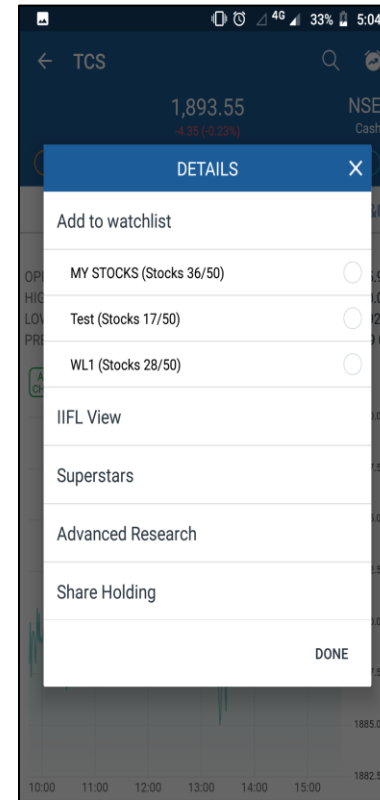 4G 33% 5:04
TCS
1,893.55 NSE
-4.35 (-0.23%) Cash
DETAILS
Add to watchlist
MY STOCKS (Stocks 36/50)
Test (Stocks 17/50)
WL1 (Stocks 28/50)
IIFL View
Superstars
Advanced Research
Share Holding
DONE
1885.0
1882.5
10:00 11:00 12:00 13:00 14:00 15:00